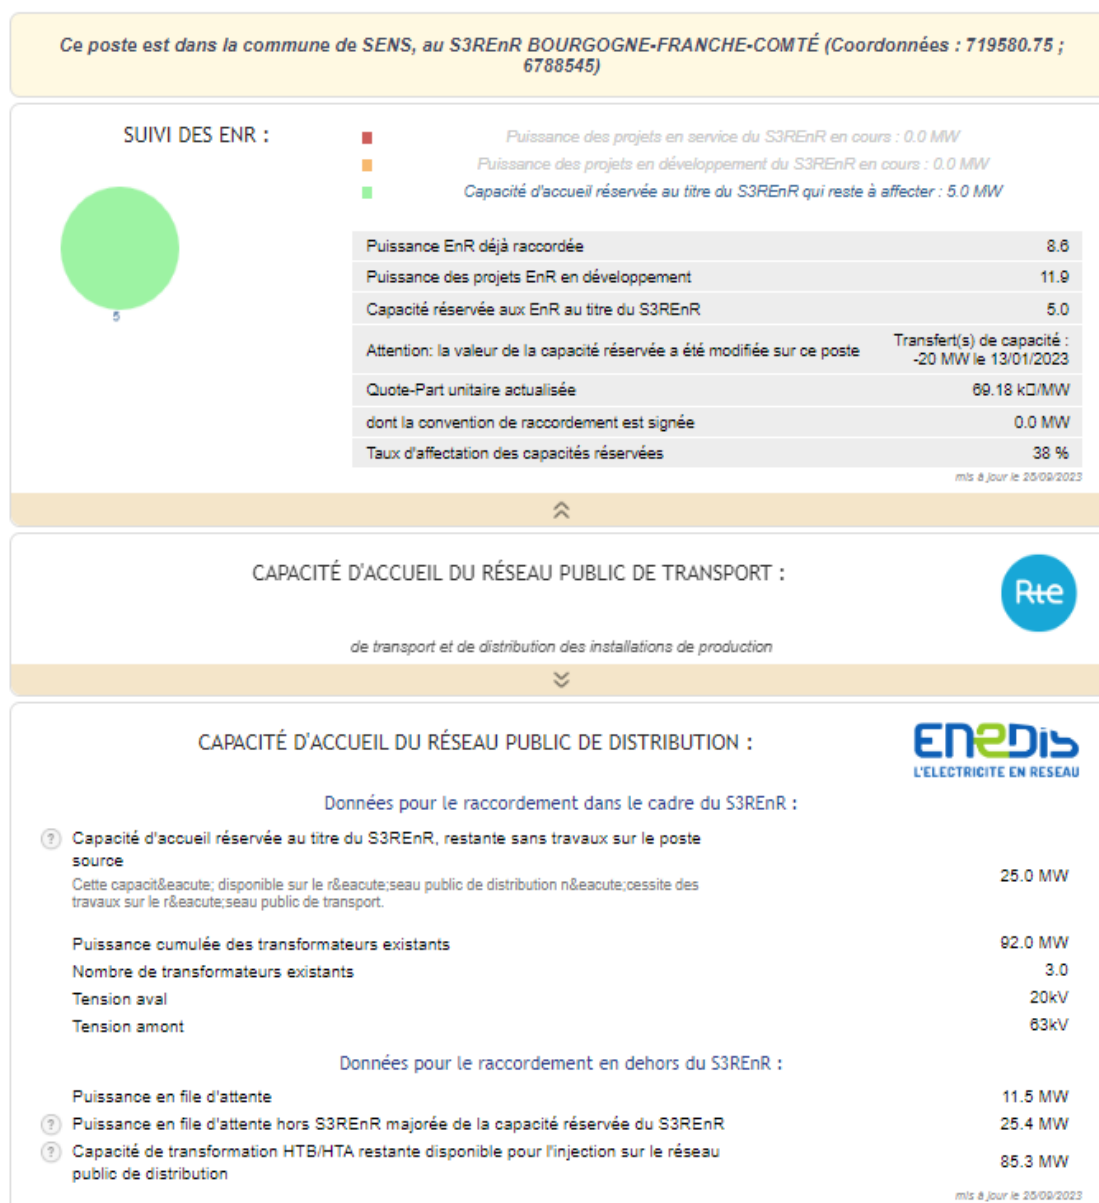 Ce poste est dans la commune de SENS, au S3REnR BOURGOGNE-FRANCHE-COMTÉ (Coordonnées : 719580.75 ;
6788545)
SUIVI DES ENR :
Puissance des projets en service du S3REnR en cours : 0.0 MW
Puissance des projets en développement du S3REnR en cours : 0.0 MW
Capacité d'accueil réservée au titre du S3REnR qui reste à affecter : 5.0 MW
5
Puissance EnR déjà raccordée 8.6
Puissance des projets EnR en développement 11.9
Capacité réservée aux EnR au titre du S3REnR 5.0
Attention: la valeur de la capacité réservée a été modifiée sur ce poste Transfert(s) de capacité :
-20 MW le 13/01/2023
Quote-Part unitaire actualisée 69.18 k□/MW
dont la convention de raccordement est signée 0.0 MW
Taux d'affectation des capacités réservées 38 %
mis à jour le 25/09/2023
CAPACITÉ D'ACCUEIL DU RÉSEAU PUBLIC DE TRANSPORT :
Rte
de transport et de distribution des installations de production
CAPACITÉ D'ACCUEIL DU RÉSEAU PUBLIC DE DISTRIBUTION :
ENEDIS
L'ELECTRICITE EN RESEAU
Données pour le raccordement dans le cadre du S3REnR :
? Capacité d'accueil réservée au titre du S3REnR, restante sans travaux sur le poste
source
25.0 MW
Cette capacit&eacute; disponible sur le r&eacute;seau public de distribution n&eacute;cessite des
travaux sur le r&eacute;seau public de transport.
Puissance cumulée des transformateurs existants 92.0 MW
Nombre de transformateurs existants 3.0
Tension aval 20kV
Tension amont 63kV
Données pour le raccordement en dehors du S3REnR :
Puissance en file d'attente 11.5 MW
? Puissance en file d'attente hors S3REnR majorée de la capacité réservée du S3REnR 25.4 MW
? Capacité de transformation HTB/HTA restante disponible pour l'injection sur le réseau
public de distribution
85.3 MW
mis à jour le 25/09/2023